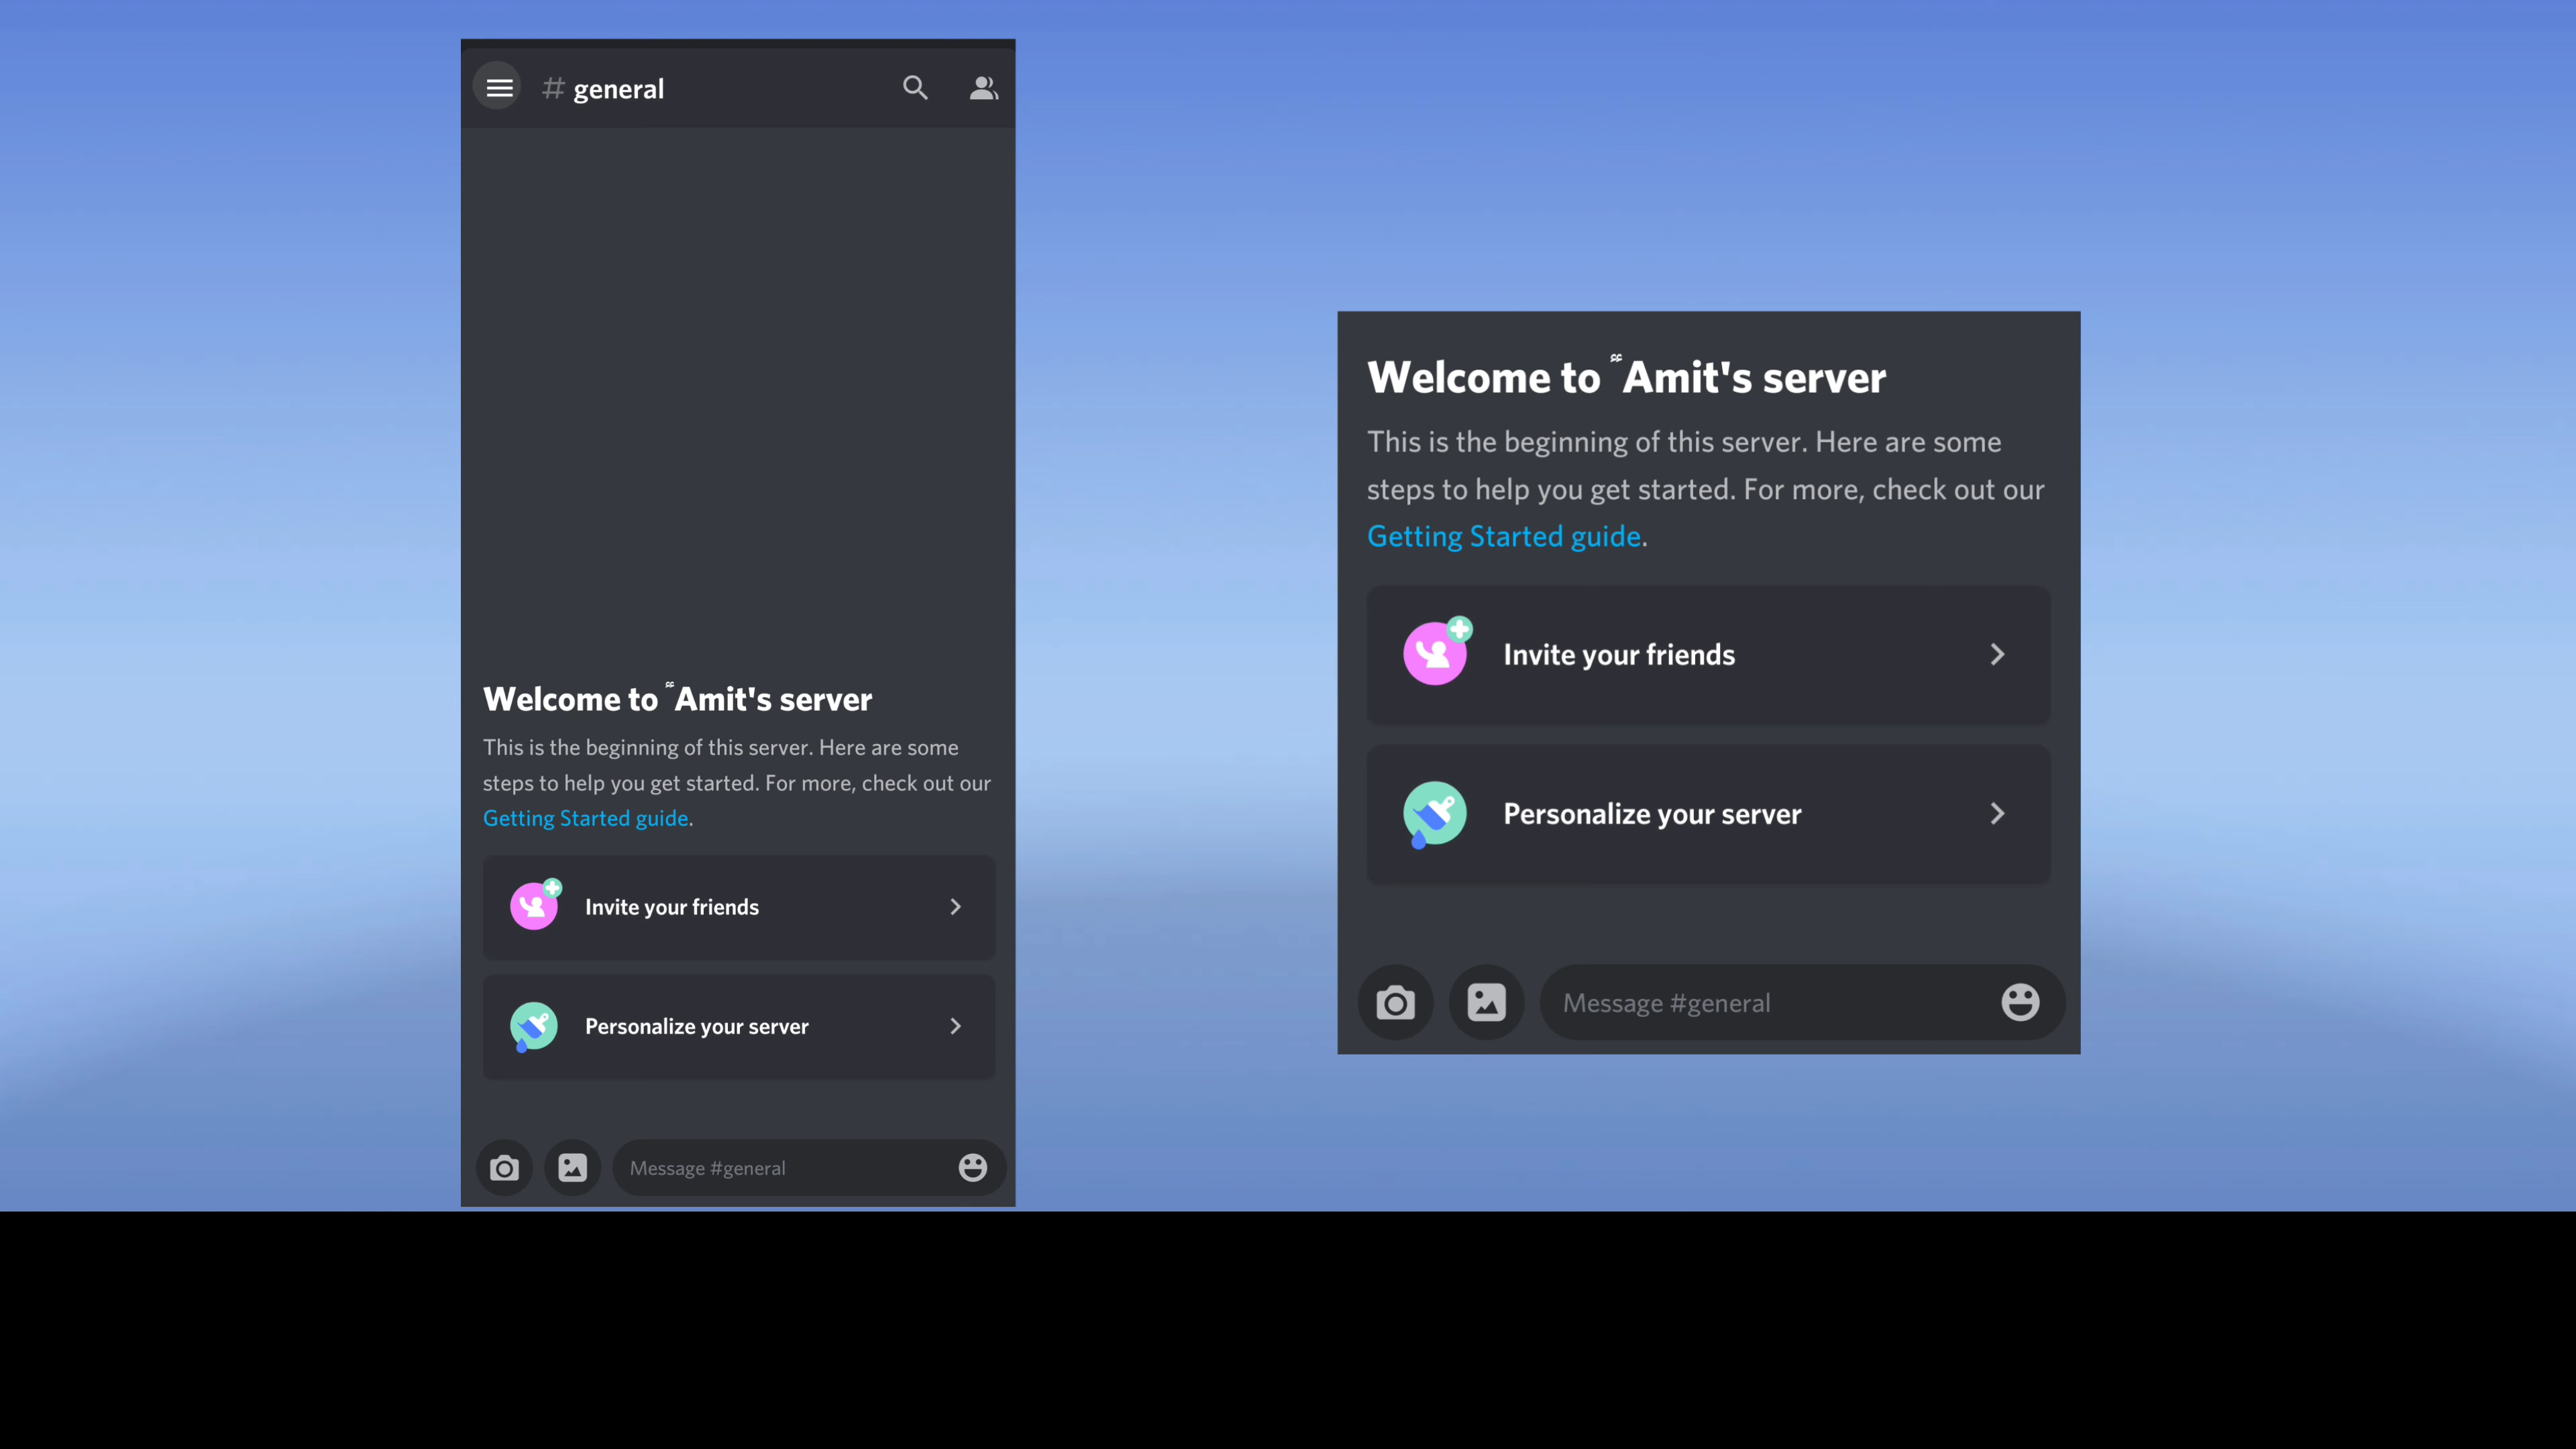 # general
Welcome to ˝Amit's server
This is the beginning of this server. Here are some
steps to help you get started. For more, check out our
Getting Started guide.
Invite your friends
Personalize your server
Message #general
Welcome to ˝Amit's server
This is the beginning of this server. Here are some
steps to help you get started. For more, check out our
Getting Started guide.
Invite your friends
Personalize your server
Message #general